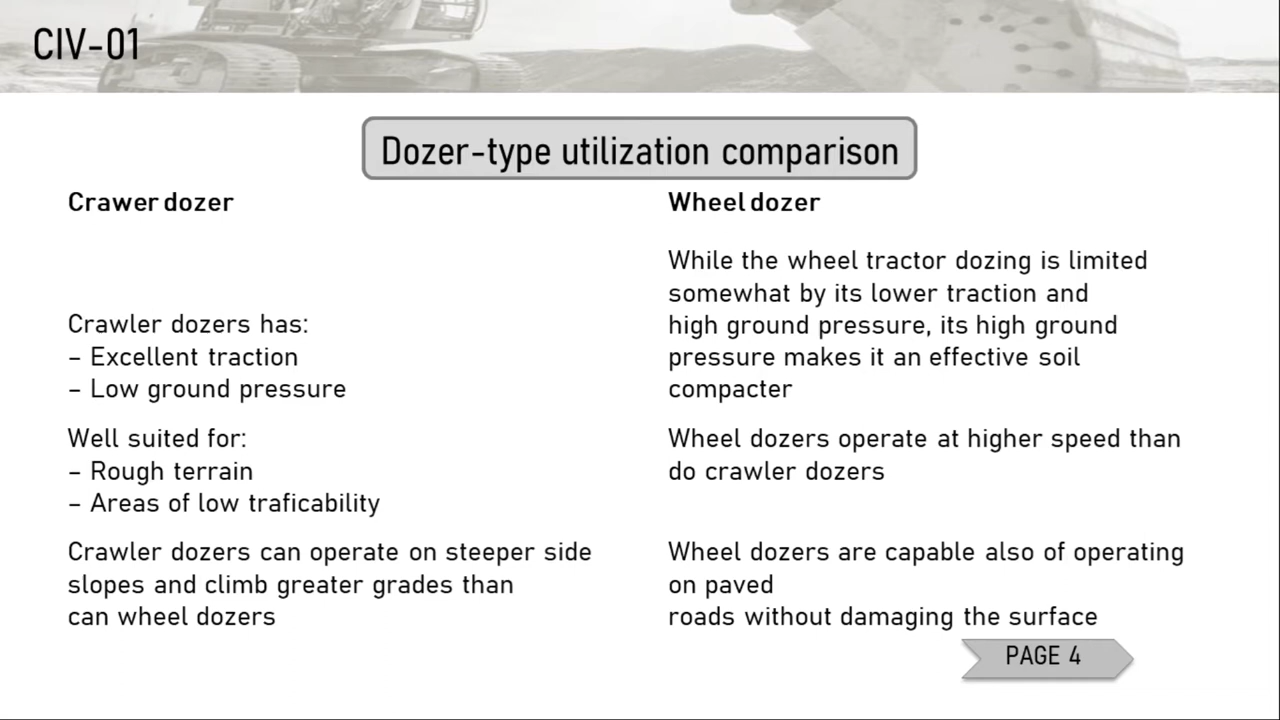 CIV-01
Dozer-type utilization comparison
Crawer dozer
Wheel dozer
Crawler dozers has:
– Excellent traction
– Low ground pressure
While the wheel tractor dozing is limited
somewhat by its lower traction and
high ground pressure, its high ground
pressure makes it an effective soil
compacter
Well suited for:
– Rough terrain
– Areas of low traficability
Wheel dozers operate at higher speed than
do crawler dozers
Crawler dozers can operate on steeper side
slopes and climb greater grades than
can wheel dozers
Wheel dozers are capable also of operating
on paved
roads without damaging the surface
PAGE 4